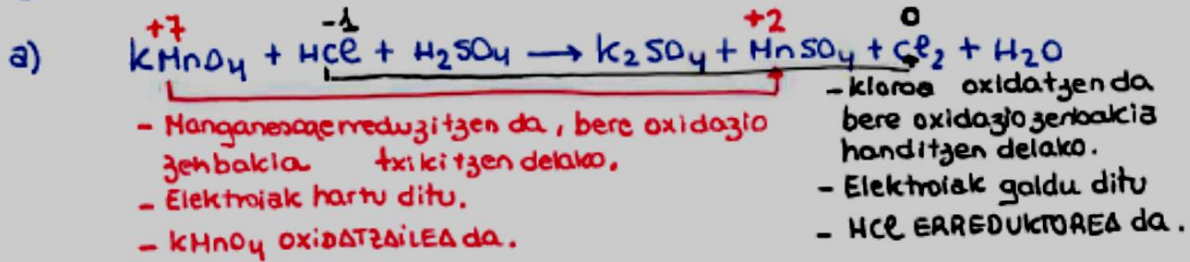 +7 -1 +2 0
a) KMnO4 + HCl + H2SO4 → K2SO4 + MnSO4 + Cl2 + H2O
- Manganesoa erreduzitzen da, bere oxidazio
zenbakia txikitzen delako.
- Elektroiak hartu ditu.
- KMnO4 OXIDATZAILEA da.
- kloroa oxidatzen da
bere oxidazio zenbakia
handitzen delako.
- Elektroiak galdu ditu
- HCl ERREDUKTOREA da.